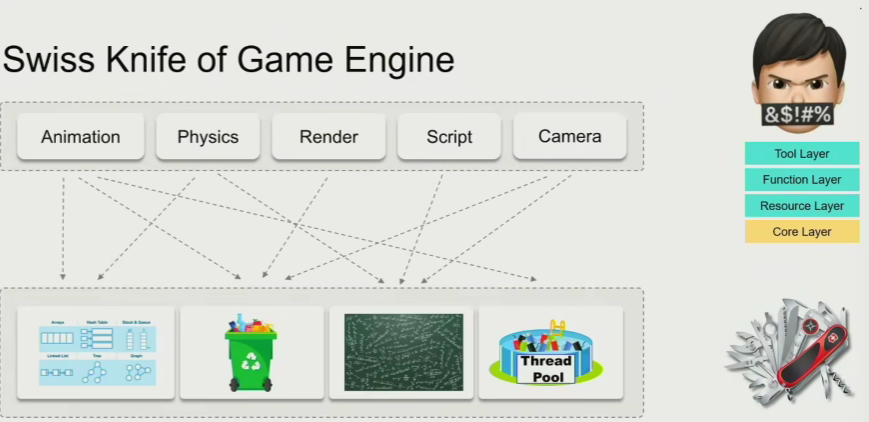 Swiss Knife of Game Engine
&$!#%
Animation
Physics
Render
Script
Camera
Tool Layer
Function Layer
Resource Layer
Core Layer
Arrays
Hash Table
Stack & Queue
Linked List
Tree
Graph
Thread
Pool